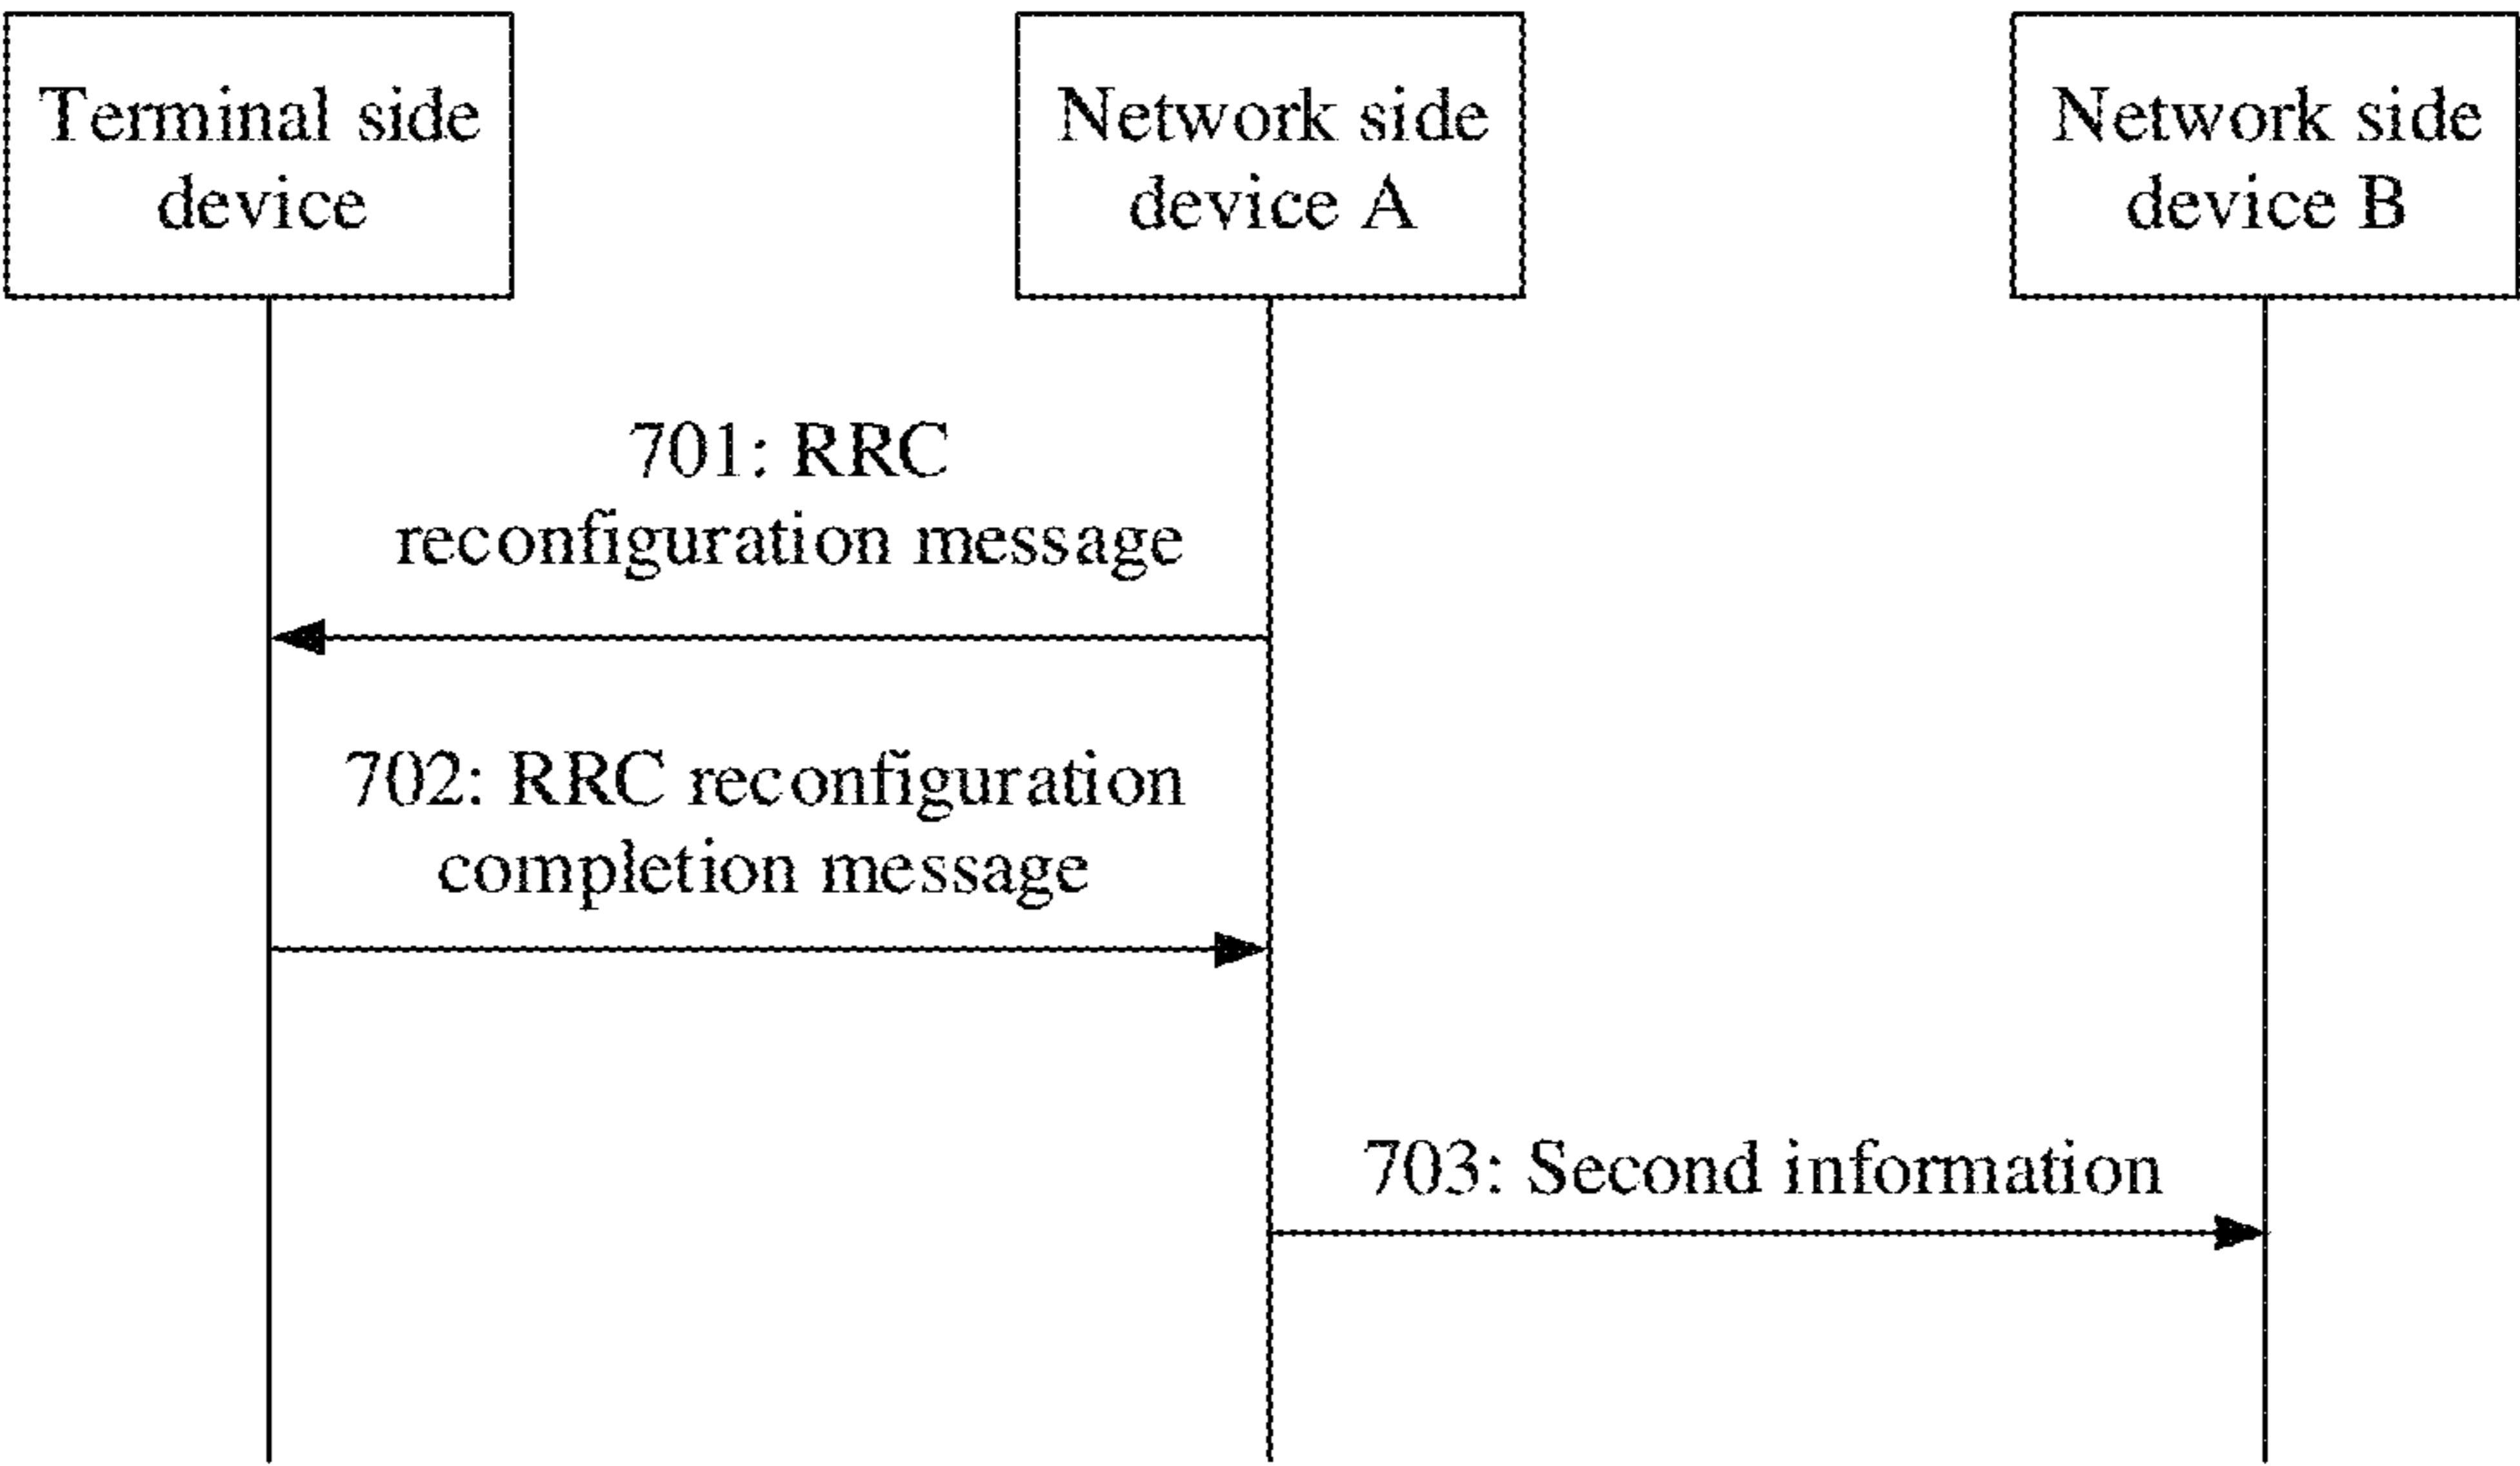 Terminal side
device
Network side
device A
Network side
device B
701: RRC
reconfiguration message
702: RRC reconfiguration
completion message
703: Second information